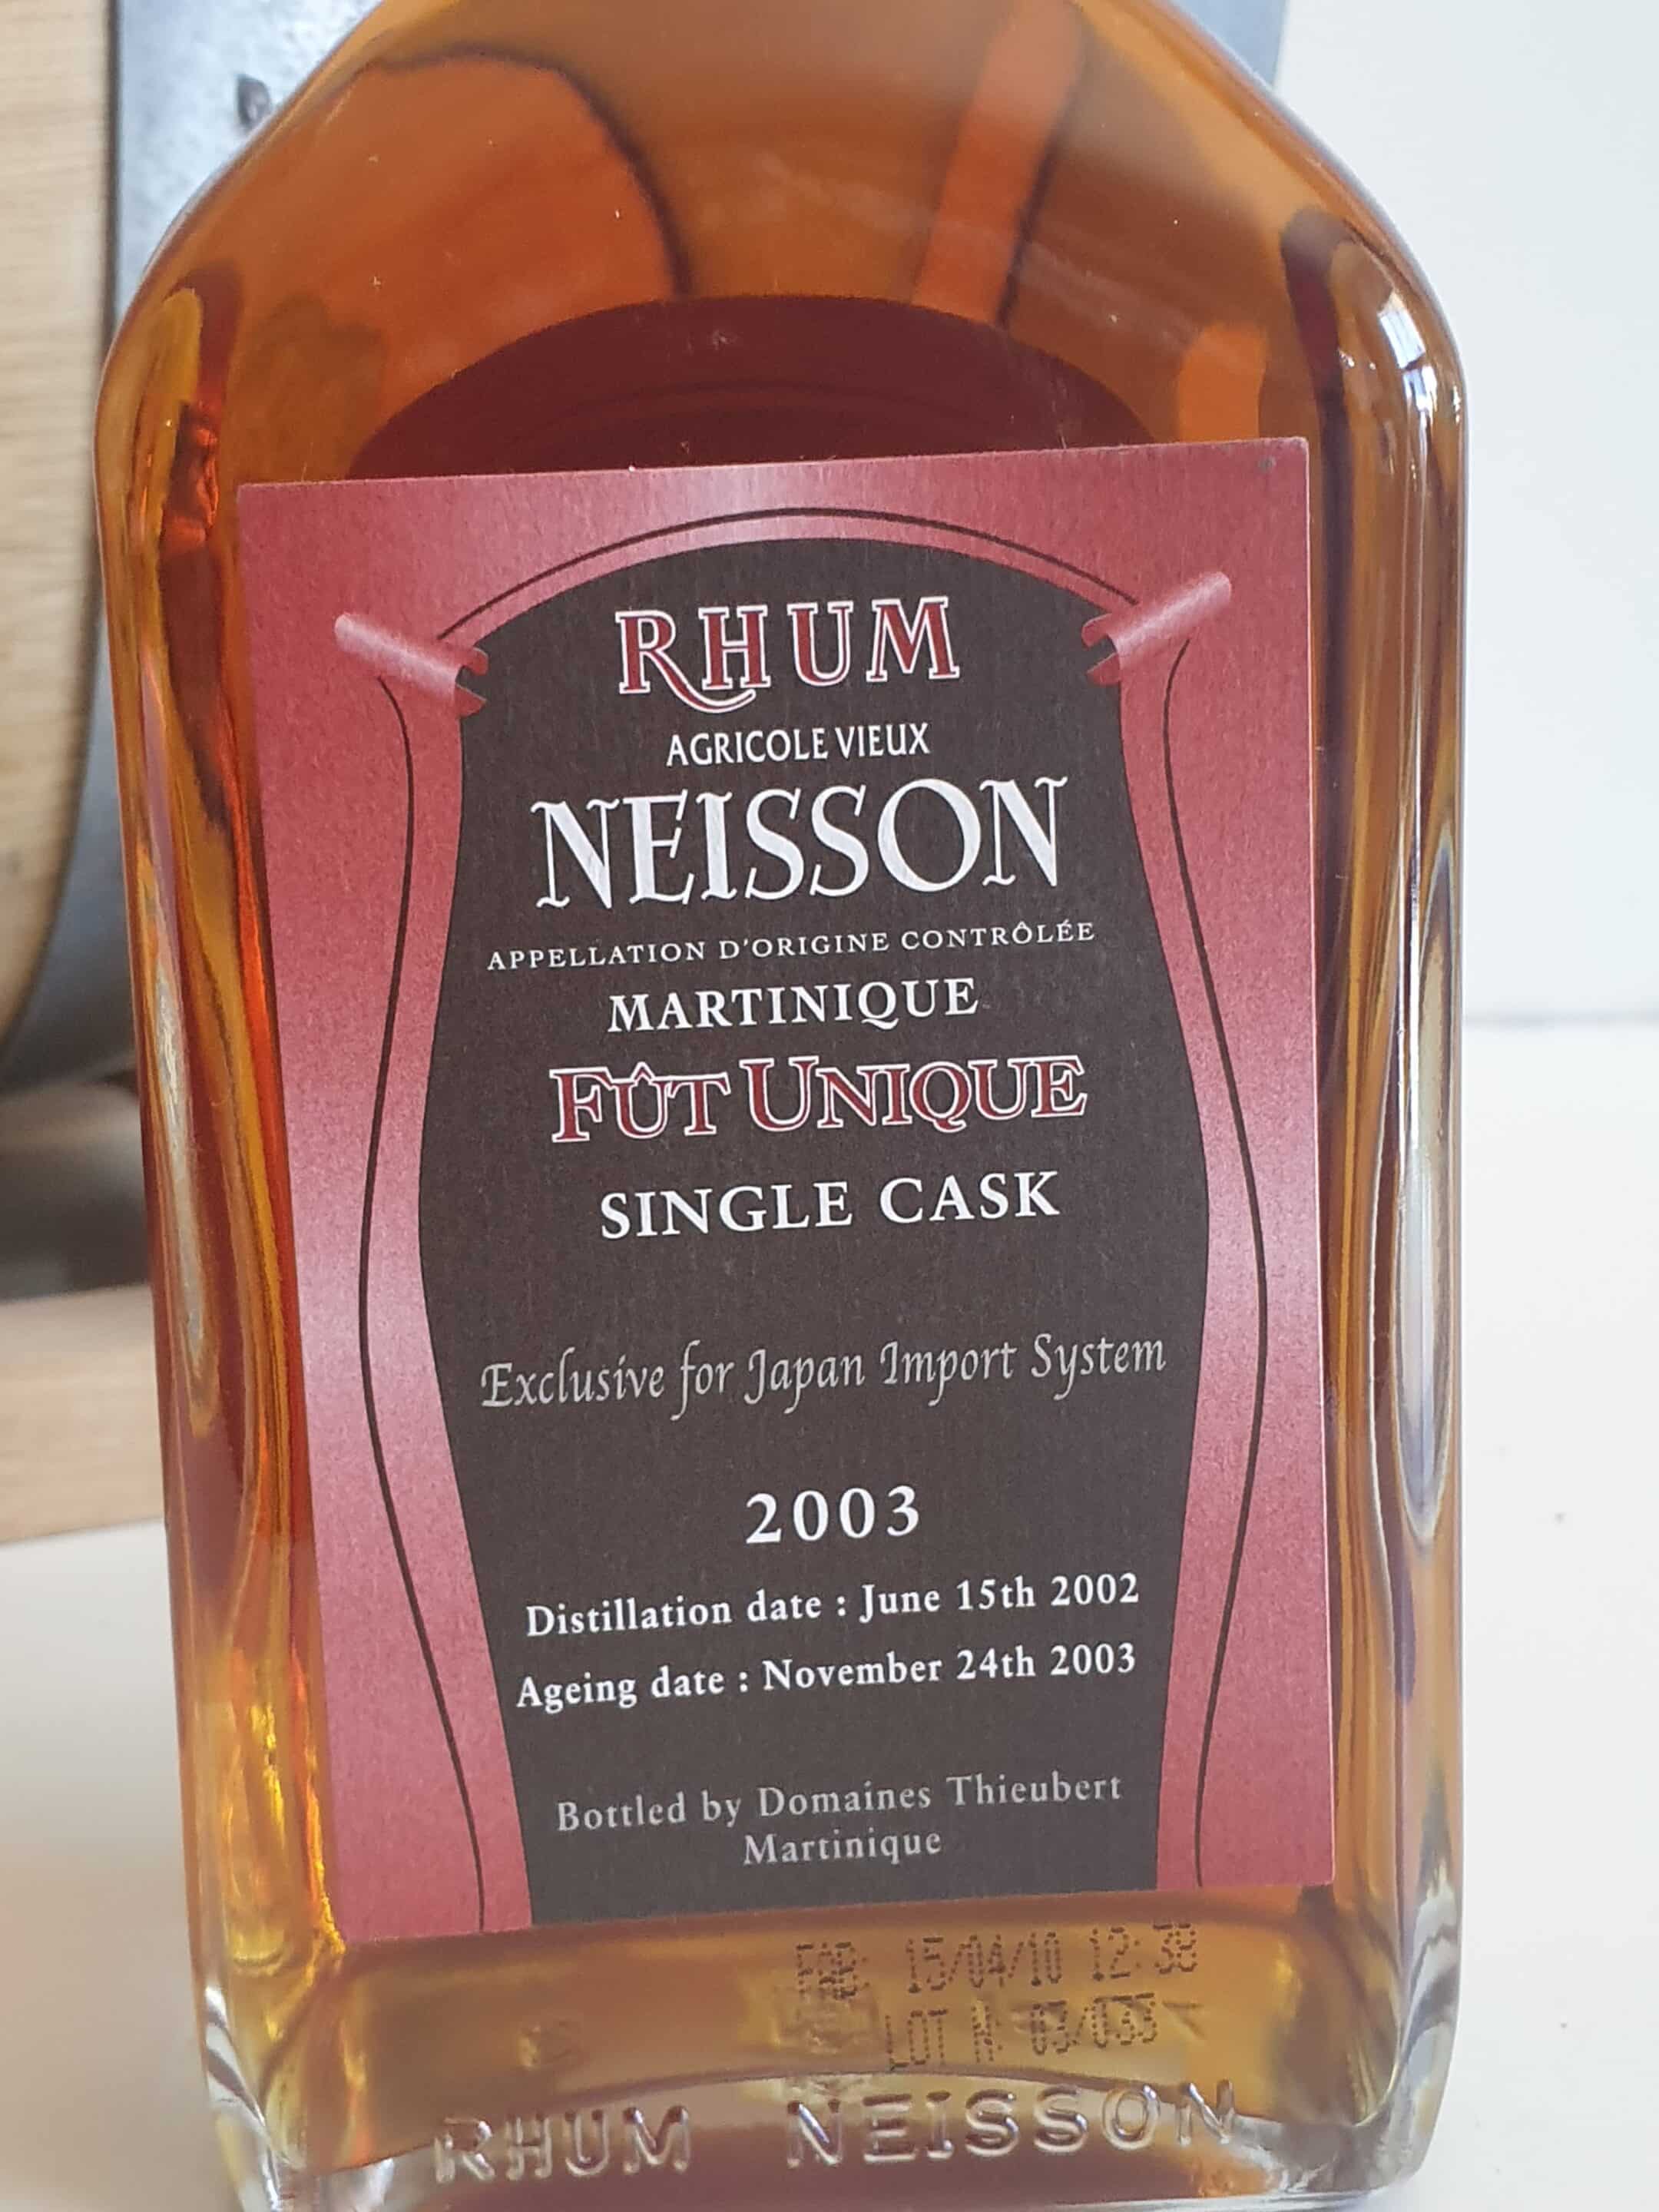 RHUM
AGRICOLE VIEUX
NEISSON
APPELLATION D'ORIGINE CONTRÔLÉE
MARTINIQUE
FÛT UNIQUE
SINGLE CASK
Exclusive for Japan Import System
2003
Distillation date : June 15th 2002
Ageing date : November 24th 2003
Bottled by Domaines Thieubert
Martinique
15/04/10 12:38
LOT N
RHUM NEISSON